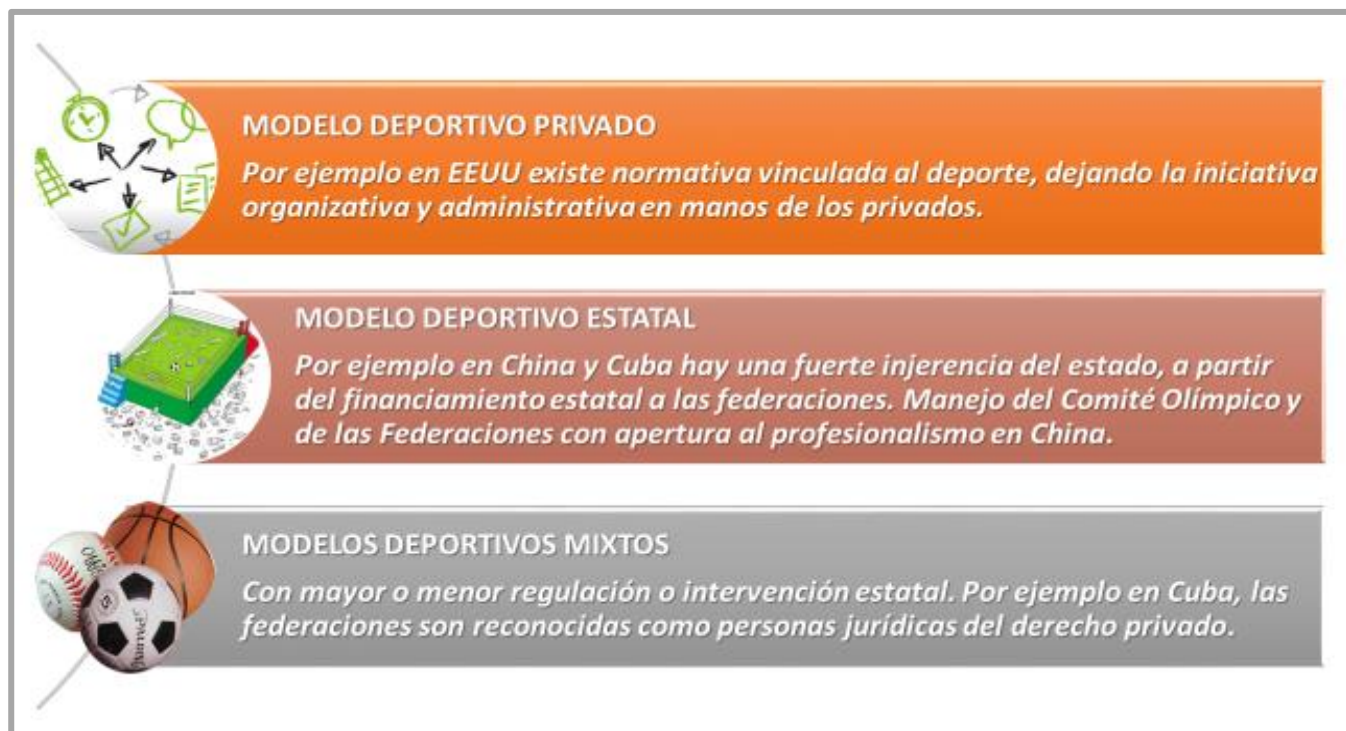 MODELO DEPORTIVO PRIVADO
Por ejemplo en EEUU existe normativa vinculada al deporte, dejando la iniciativa
organizativa y administrativa en manos de los privados.
MODELO DEPORTIVO ESTATAL
Por ejemplo en China y Cuba hay una fuerte injerencia del estado, a partir
del financiamiento estatal a las federaciones. Manejo del Comité Olímpico y
de las Federaciones con apertura al profesionalismo en China.
MODELOS DEPORTIVOS MIXTOS
Con mayor o menor regulación o intervención estatal. Por ejemplo en Cuba, las
federaciones son reconocidas como personas jurídicas del derecho privado.